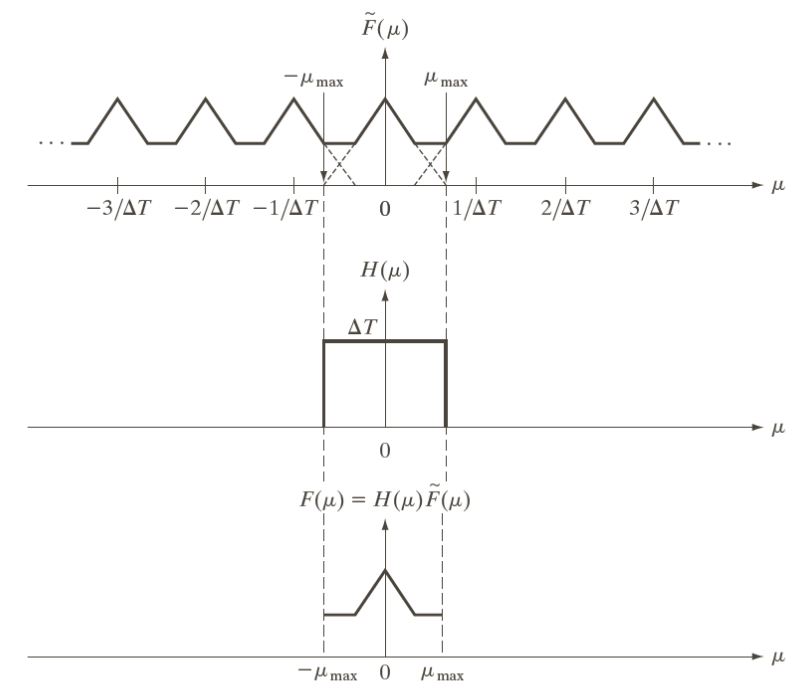 F̃(μ)
−μmax μmax
··· ···
μ
−3/ΔT −2/ΔT −1/ΔT 0 1/ΔT 2/ΔT 3/ΔT
H(μ)
ΔT
μ
0
F(μ) = H(μ)F̃(μ)
μ
−μmax 0 μmax